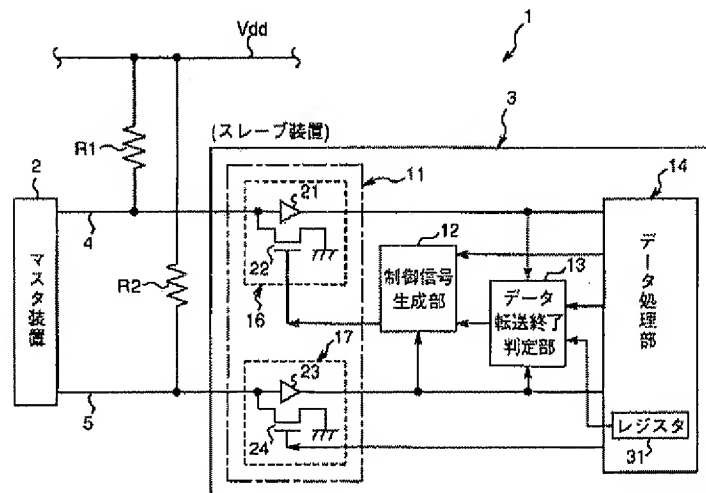 Vdd
1
3
(スレーブ装置)
R1
2
11
14
21
4
12
22
13
制御信号
生成部
データ
転送終了
判定部
データ処理部
マスタ装置
R2
16
17
23
5
24
レジスタ
31